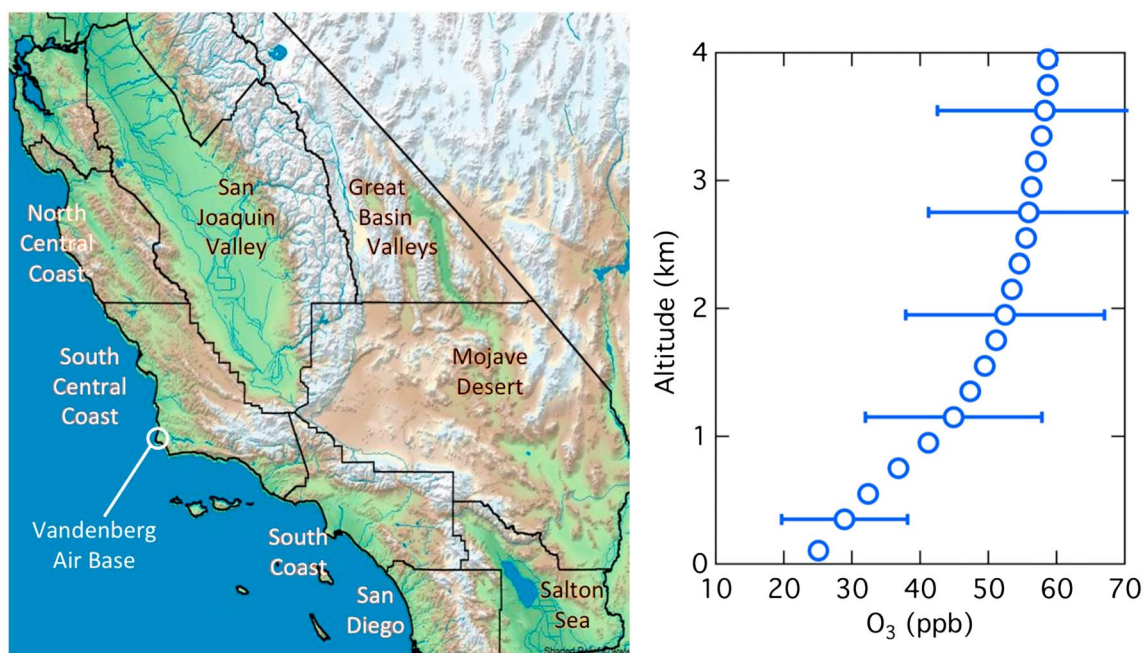 San
Joaquin
Valley
Great
Basin
Valleys
North
Central
Coast
South
Central
Coast
Mojave
Desert
Vandenberg
Air Base
South
Coast
San
Diego
Salton
Sea
4
3
2
1
0
Altitude (km)
10 20 30 40 50 60 70
O₃ (ppb)